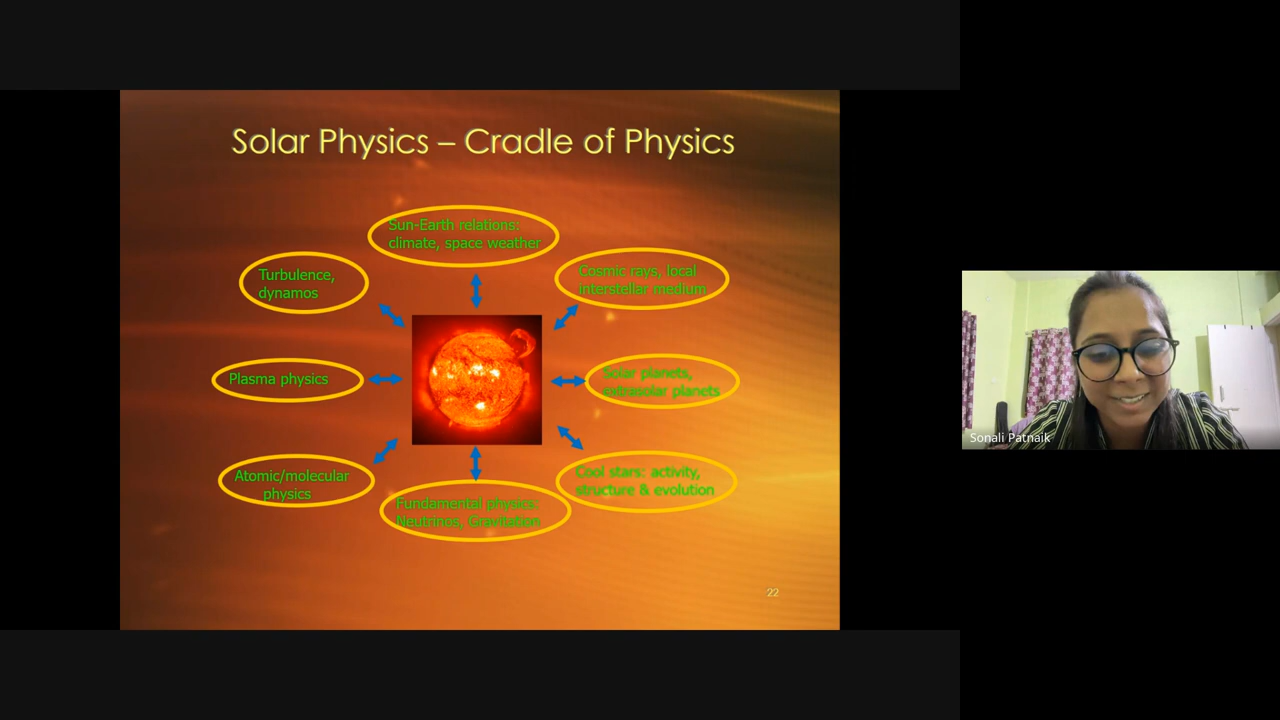 Solar Physics – Cradle of Physics
Sun-Earth relations:
climate, space weather
Turbulence,
dynamos
Cosmic rays, local
interstellar medium
Plasma physics
Solar planets,
extrasolar planets
Atomic/molecular
physics
Cool stars: activity,
structure & evolution
Fundamental physics:
Neutrinos, Gravitation
22
Sonali Patnaik